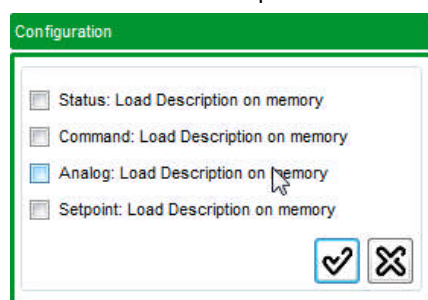 Configuration
Status: Load Description on memory
Command: Load Description on memory
Analog: Load Description on memory
Setpoint: Load Description on memory